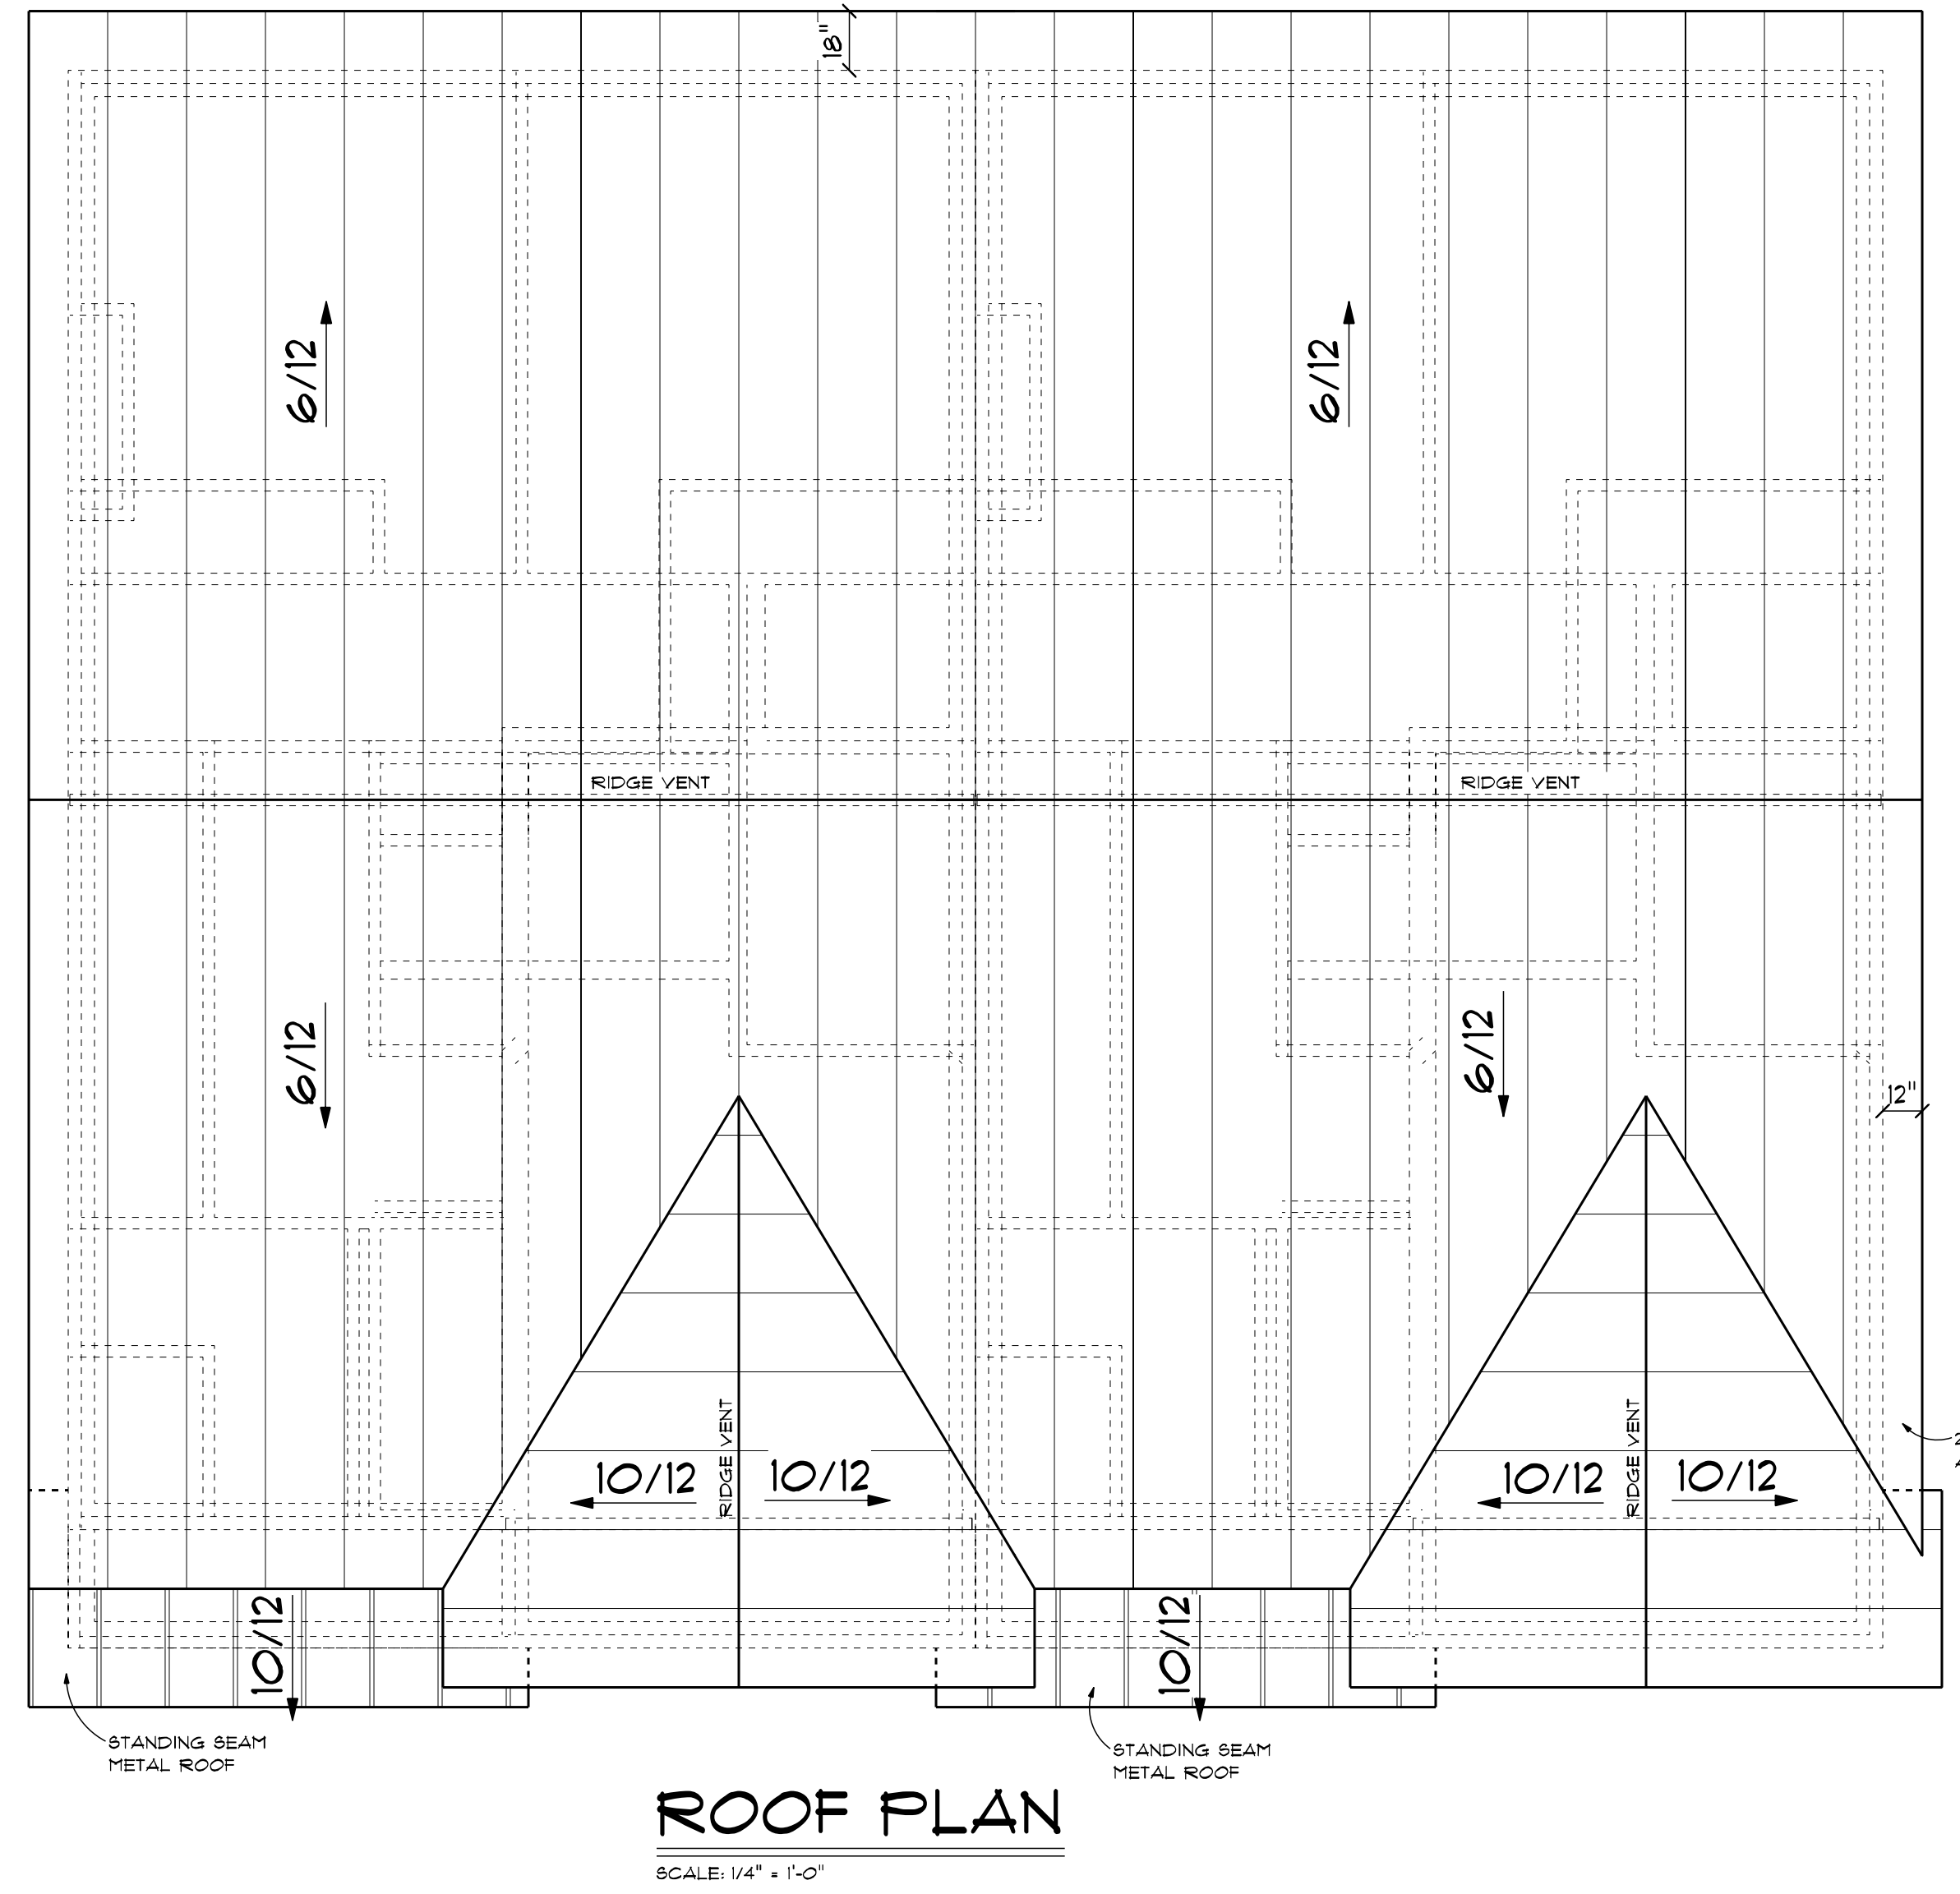 18"
6/12
6/12
RIDGE VENT
RIDGE VENT
6/12
6/12
12"
RIDGE VENT
RIDGE VENT
10/12
10/12
10/12
10/12
10/12
10/12
STANDING SEAM
METAL ROOF
STANDING SEAM
METAL ROOF
ROOF PLAN
SCALE: 1/4" = 1'-0"